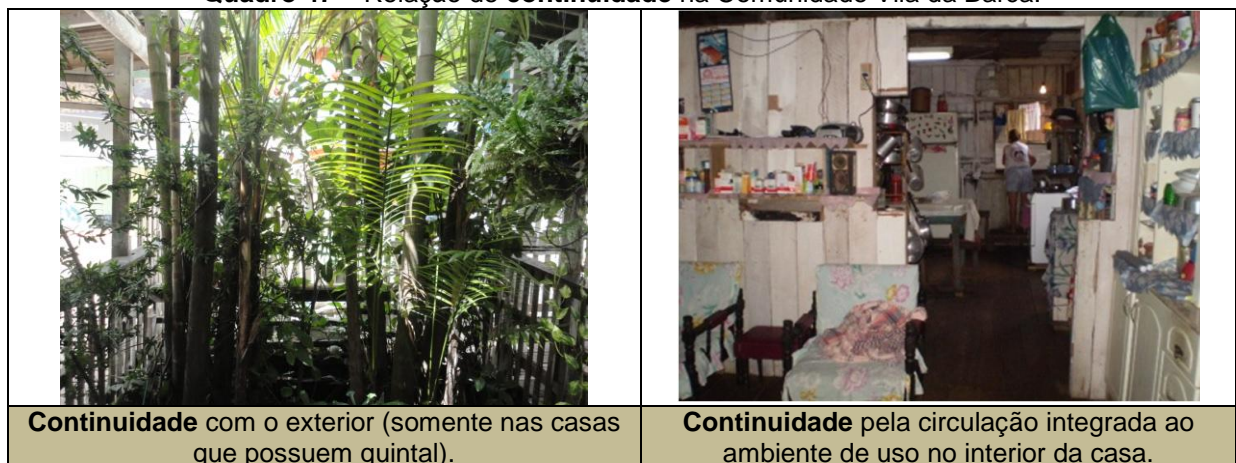 Quadro – Relação de continuidade na Comunidade Vila da Barca.
Continuidade com o exterior (somente nas casas
que possuem quintal).
Continuidade pela circulação integrada ao
ambiente de uso no interior da casa.